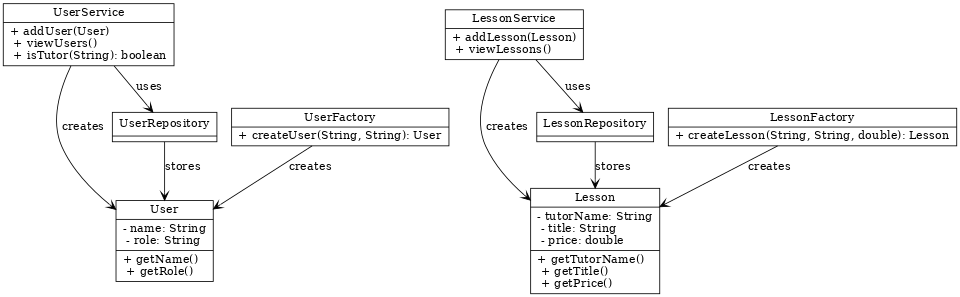 UserService
+ addUser(User)
+ viewUsers()
+ isTutor(String): boolean
LessonService
+ addLesson(Lesson)
+ viewLessons()
uses
uses
creates
creates
UserRepository
UserFactory
+ createUser(String, String): User
LessonRepository
LessonFactory
+ createLesson(String, String, double): Lesson
stores
creates
stores
creates
User
- name: String
- role: String
+ getName()
+ getRole()
Lesson
- tutorName: String
- title: String
- price: double
+ getTutorName()
+ getTitle()
+ getPrice()